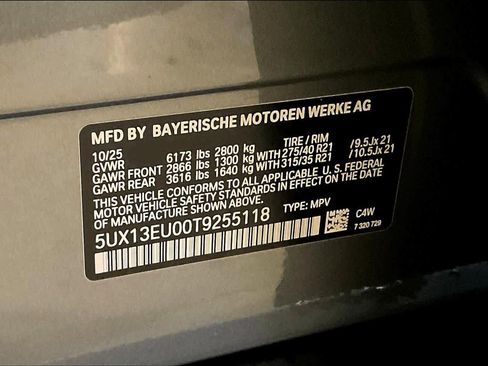 MFD BY BAYERISCHE MOTOREN WERKE AG
10/25 TIRE / RIM
GVWR 6173 lbs 2800 kg
GAWR FRONT 2866 lbs 1300 kg WITH 275/40 R21 / 9.5Jx 21
GAWR REAR 3616 lbs 1640 kg WITH 315/35 R21 / 10.5Jx 21
THIS VEHICLE CONFORMS TO ALL APPLICABLE U. S. FEDERAL
MOTOR VEHICLE SAFETY STANDARDS IN EFFECT ON THE DATE
OF MANUFACTURE SHOWN ABOVE.
5UX13EU00T9255118 TYPE: MPV
C4W
7 320 729